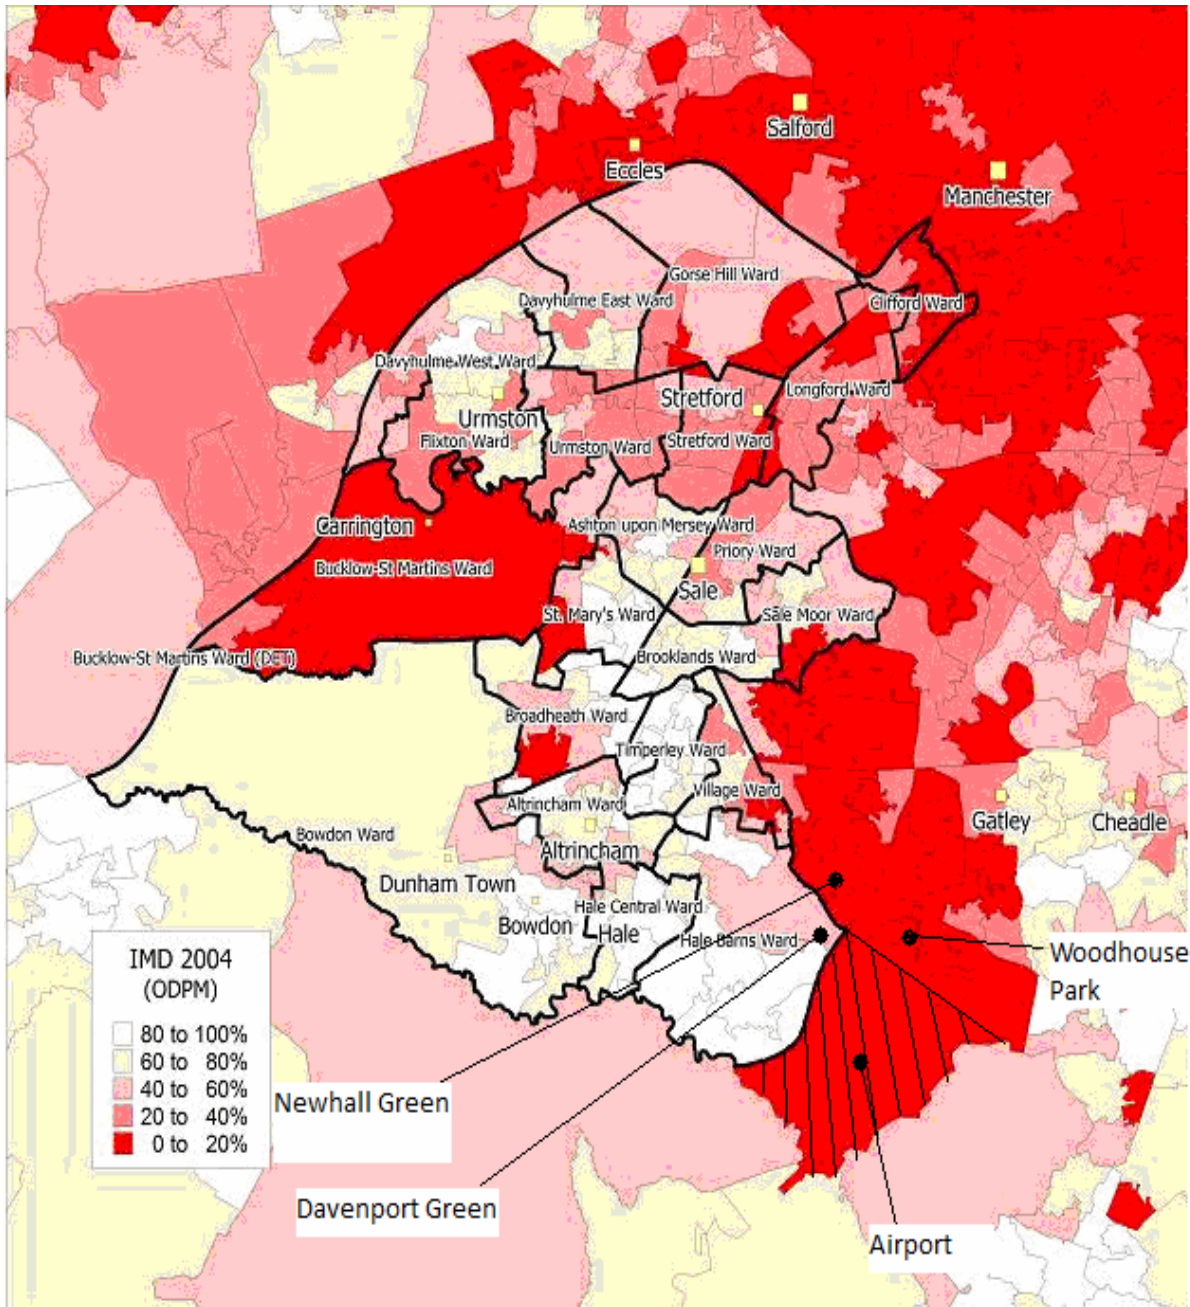 Salford
Eccles
Manchester
Gorse Hill Ward
Davyhulme East Ward
Clifford Ward
Davyhulme West Ward
Longford Ward
Stretford
Urmston
Flixton Ward
Urmston Ward
Stretford Ward
Carrington
Ashton upon Mersey Ward
Priory Ward
Bucklow-St Martins Ward
Sale
St. Mary's Ward
Sale Moor Ward
Bucklow-St Martins Ward (DET)
Brooklands Ward
Broadheath Ward
Timperley Ward
Village Ward
Altrincham Ward
Gatley
Cheadle
Bowdon Ward
Altrincham
Dunham Town
Hale Central Ward
Bowdon
Hale
Hale Barns Ward
Woodhouse
Park
IMD 2004
(ODPM)
80 to 100%
60 to 80%
40 to 60%
20 to 40%
0 to 20%
Newhall Green
Davenport Green
Airport